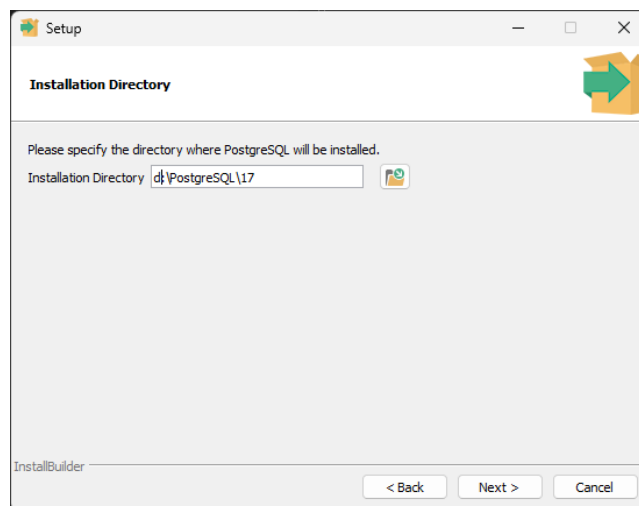 Setup
Installation Directory
Please specify the directory where PostgreSQL will be installed.
Installation Directory d:\PostgreSQL\17
InstallBuilder
< Back Next > Cancel